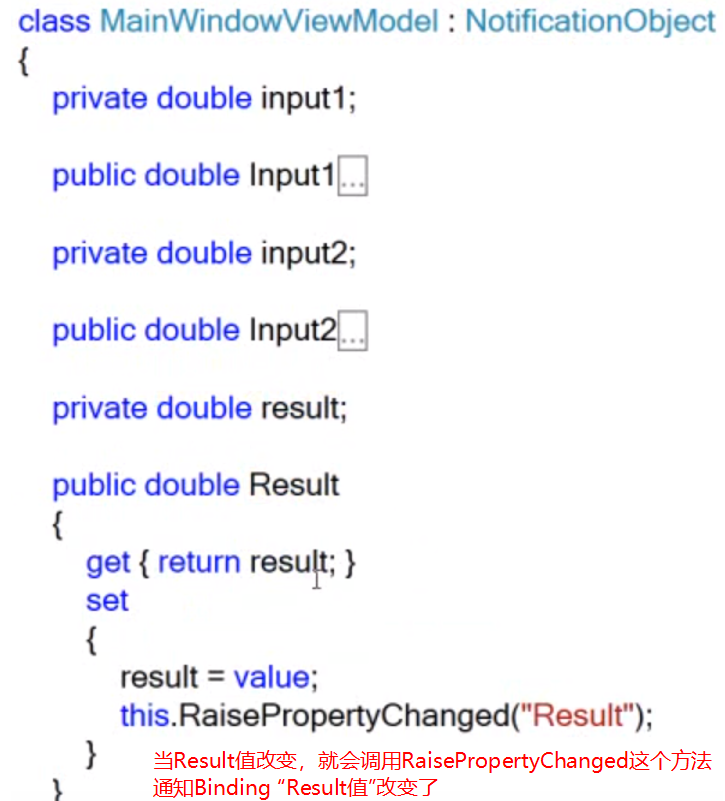 class MainWindowViewModel : NotificationObject
{
private double input1;
public double Input1...
private double input2;
public double Input2...
private double result;
public double Result
{
get { return result; }
set
{
result = value;
this.RaisePropertyChanged("Result");
}
当Result值改变，就会调用RaisePropertyChanged这个方法
通知Binding “Result值”改变了
}